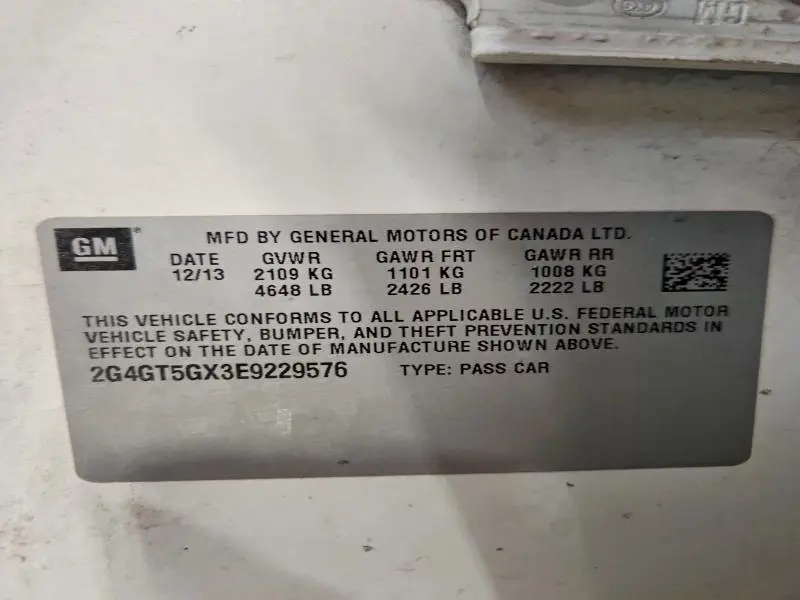 GM
MFD BY GENERAL MOTORS OF CANADA LTD.
DATE GVWR GAWR FRT GAWR RR
12/13 2109 KG 1101 KG 1008 KG
4648 LB 2426 LB 2222 LB
THIS VEHICLE CONFORMS TO ALL APPLICABLE U.S. FEDERAL MOTOR
VEHICLE SAFETY, BUMPER, AND THEFT PREVENTION STANDARDS IN
EFFECT ON THE DATE OF MANUFACTURE SHOWN ABOVE.
2G4GT5GX3E9229576 TYPE: PASS CAR